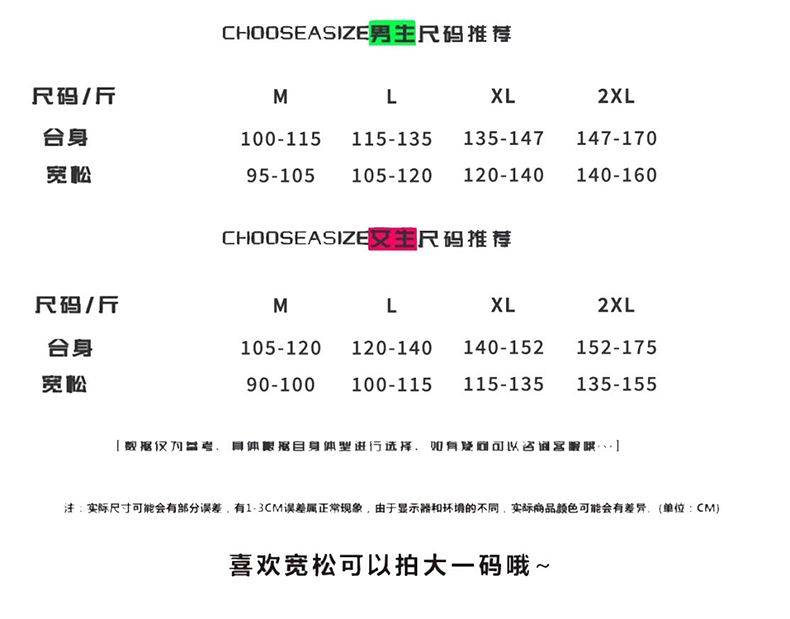 CHOOSEASIZE男生尺码推荐
尺码/斤 M L XL 2XL
合身 100-115 115-135 135-147 147-170
宽松 95-105 105-120 120-140 140-160
CHOOSEASIZE女生尺码推荐
尺码/斤 M L XL 2XL
合身 105-120 120-140 140-152 152-175
宽松 90-100 100-115 115-135 135-155
[数据仅为参考，具体根据自身体型进行选择，如有疑问可以咨询客服哦···]
注：实际尺寸可能会有部分误差，有1-3CM误差属正常现象，由于显示器和环境的不同，实际商品颜色可能会有差异.(单位：CM)
喜欢宽松可以拍大一码哦~